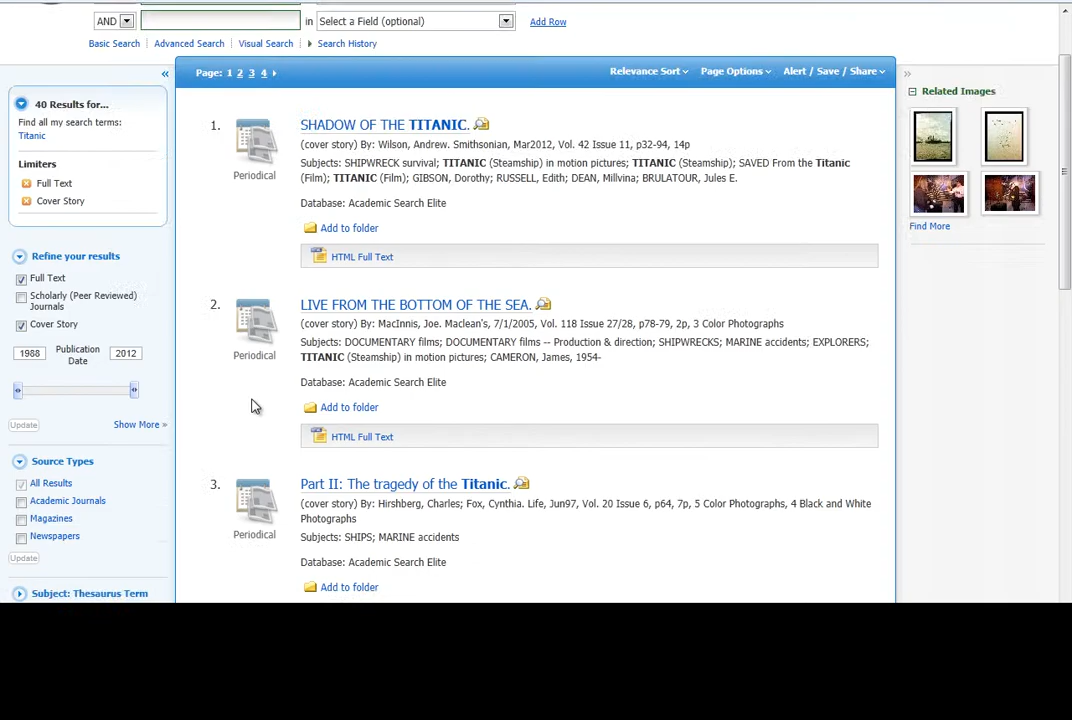 AND in Select a Field (optional) Add Row
Basic Search Advanced Search Visual Search Search History
« Page: 1 2 3 4 Relevance Sort Page Options Alert / Save / Share »
40 Results for...
Find all my search terms:
Titanic
Limiters
Full Text
Cover Story
Refine your results
Full Text
Scholarly (Peer Reviewed)
Journals
Cover Story
1988 Publication Date 2012
Update Show More »
Source Types
All Results
Academic Journals
Magazines
Newspapers
Update
Subject: Thesaurus Term
1. SHADOW OF THE TITANIC.
(cover story) By: Wilson, Andrew. Smithsonian, Mar2012, Vol. 42 Issue 11, p32-94, 14p
Periodical
Subjects: SHIPWRECK survival; TITANIC (Steamship) in motion pictures; TITANIC (Steamship); SAVED From the Titanic
(Film); TITANIC (Film); GIBSON, Dorothy; RUSSELL, Edith; DEAN, Millvina; BRULATOUR, Jules E.
Database: Academic Search Elite
Add to folder
HTML Full Text
2. LIVE FROM THE BOTTOM OF THE SEA.
(cover story) By: MacInnis, Joe. Maclean's, 7/1/2005, Vol. 118 Issue 27/28, p78-79, 2p, 3 Color Photographs
Periodical
Subjects: DOCUMENTARY films; DOCUMENTARY films -- Production & direction; SHIPWRECKS; MARINE accidents; EXPLORERS;
TITANIC (Steamship) in motion pictures; CAMERON, James, 1954-
Database: Academic Search Elite
Add to folder
HTML Full Text
3. Part II: The tragedy of the Titanic.
(cover story) By: Hirshberg, Charles; Fox, Cynthia. Life, Jun97, Vol. 20 Issue 6, p64, 7p, 5 Color Photographs, 4 Black and White
Photographs
Periodical
Subjects: SHIPS; MARINE accidents
Database: Academic Search Elite
Add to folder
Related Images
Find More